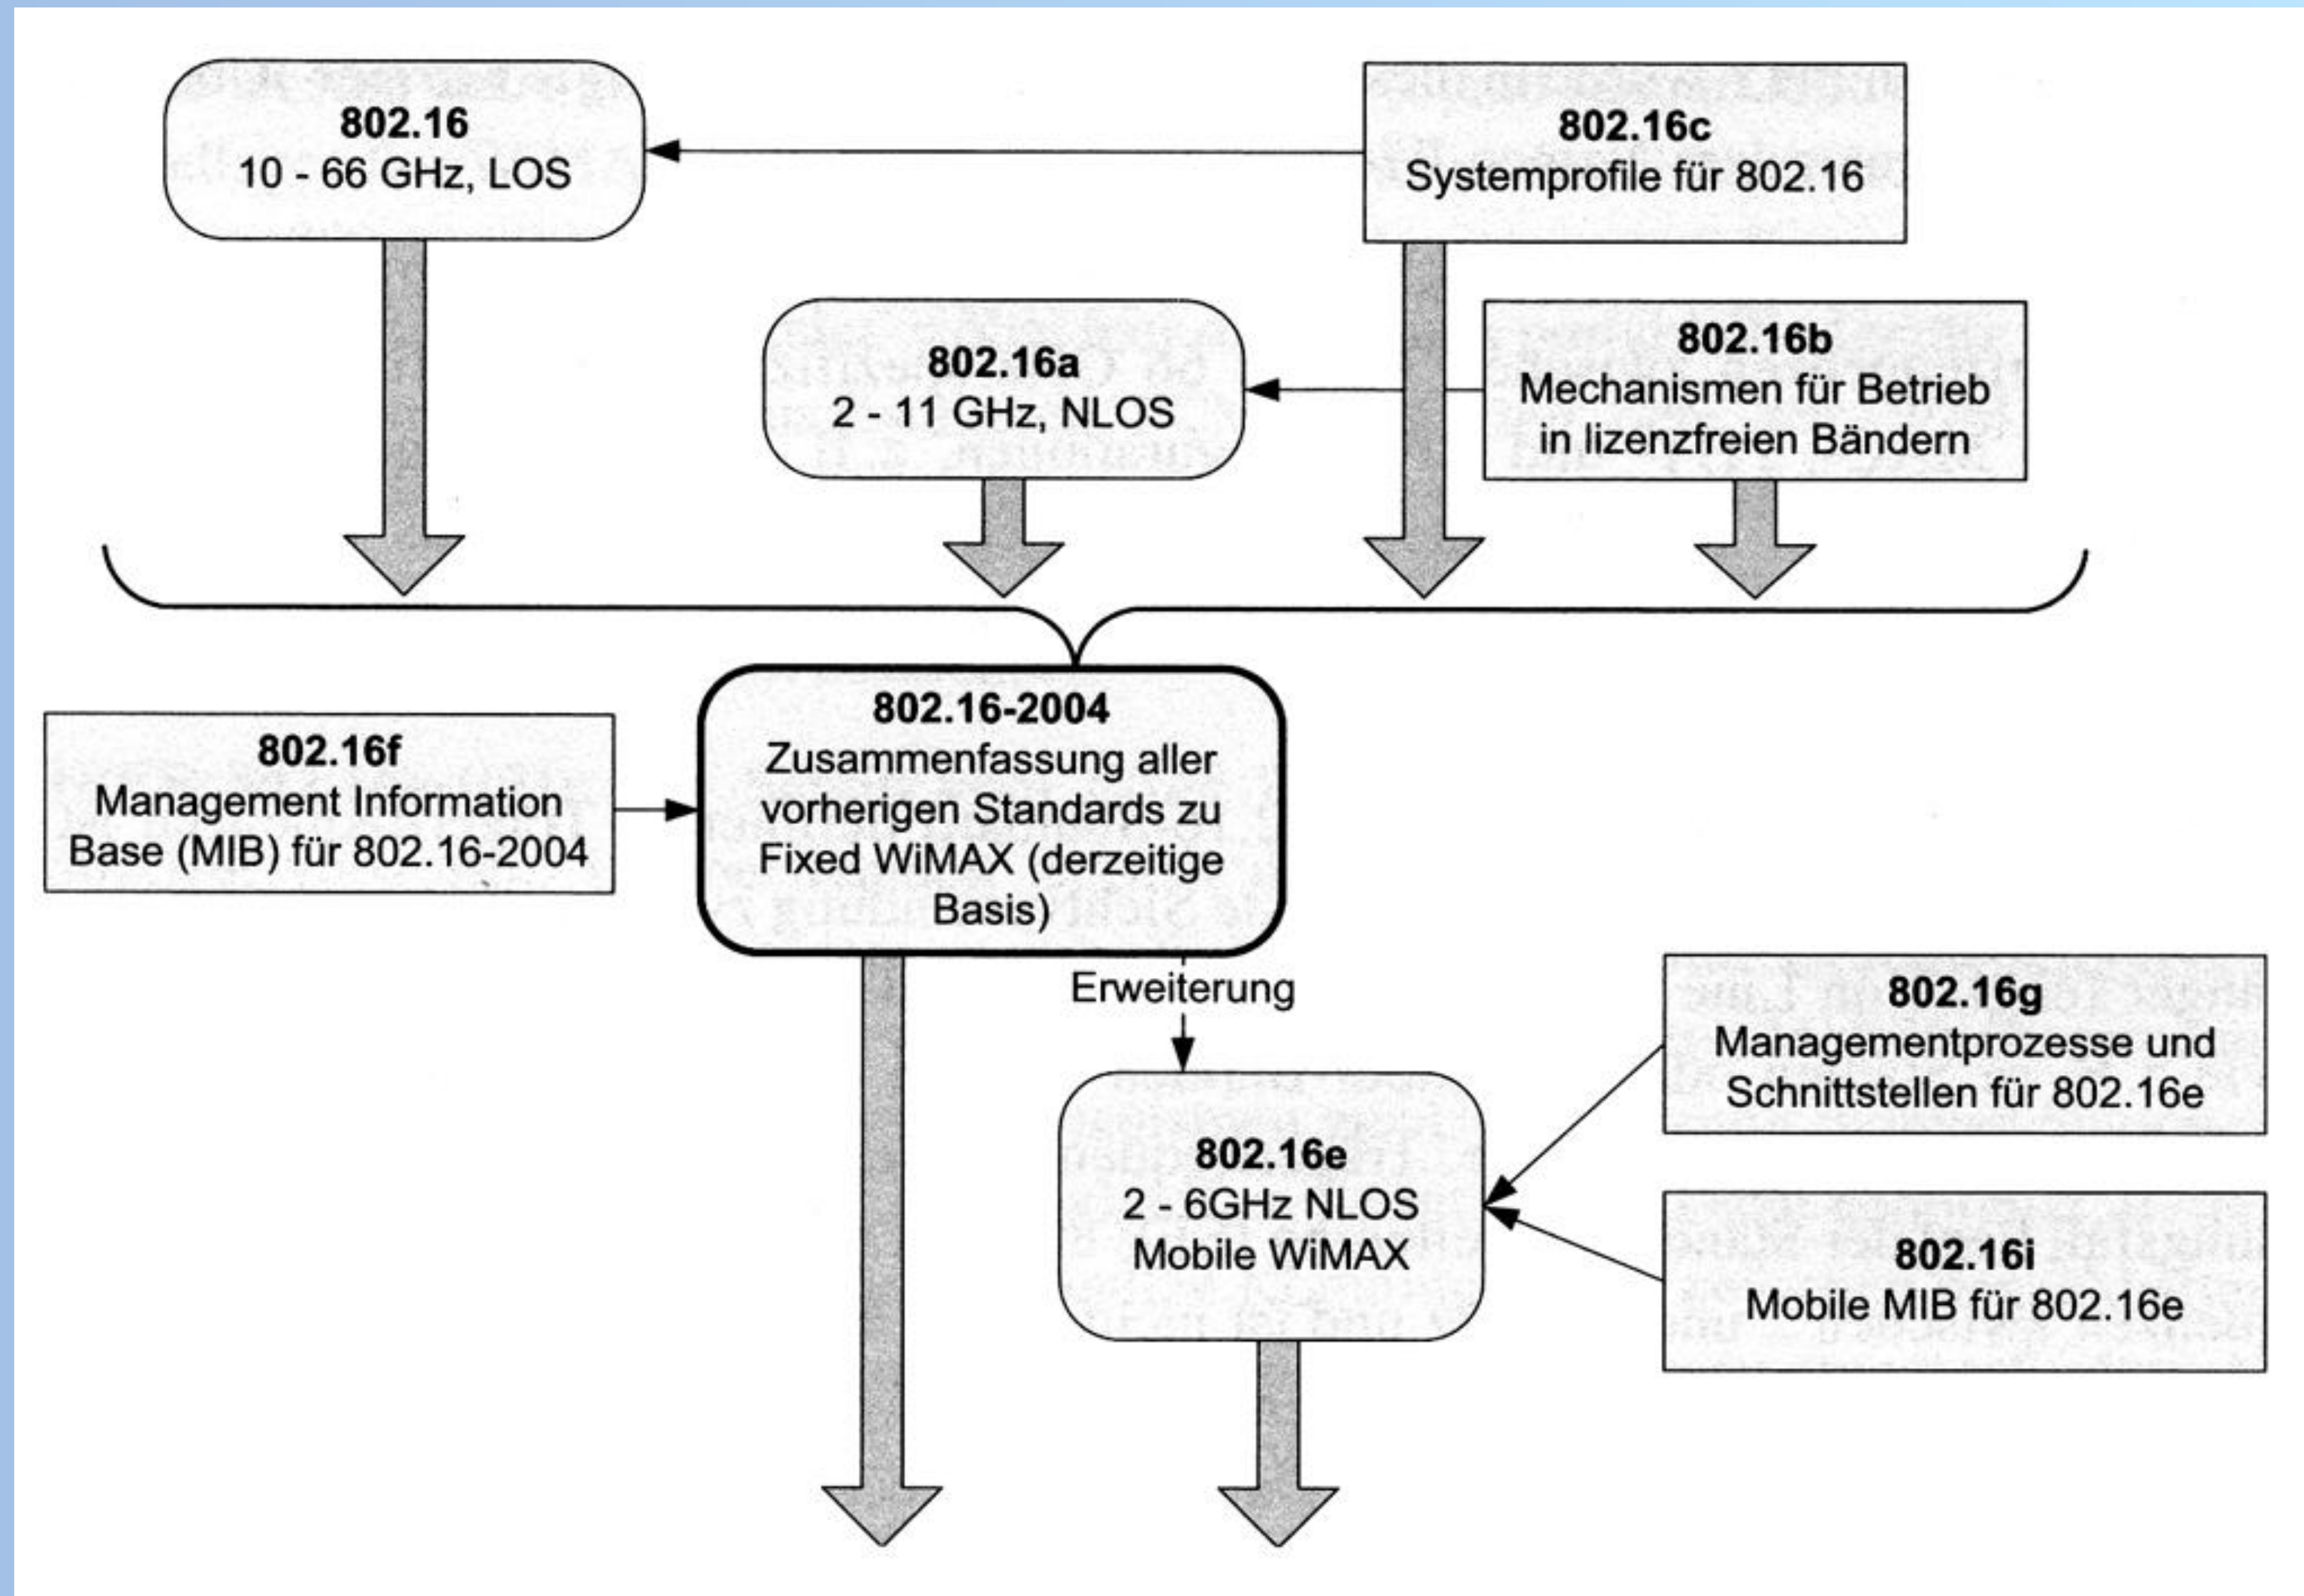 802.16
10 - 66 GHz, LOS
802.16c
Systemprofile für 802.16
802.16a
2 - 11 GHz, NLOS
802.16b
Mechanismen für Betrieb
in lizenzfreien Bändern
802.16-2004
Zusammenfassung aller
vorherigen Standards zu
Fixed WiMAX (derzeitige
Basis)
802.16f
Management Information
Base (MIB) für 802.16-2004
Erweiterung
802.16g
Managementprozesse und
Schnittstellen für 802.16e
802.16e
2 - 6GHz NLOS
Mobile WiMAX
802.16i
Mobile MIB für 802.16e